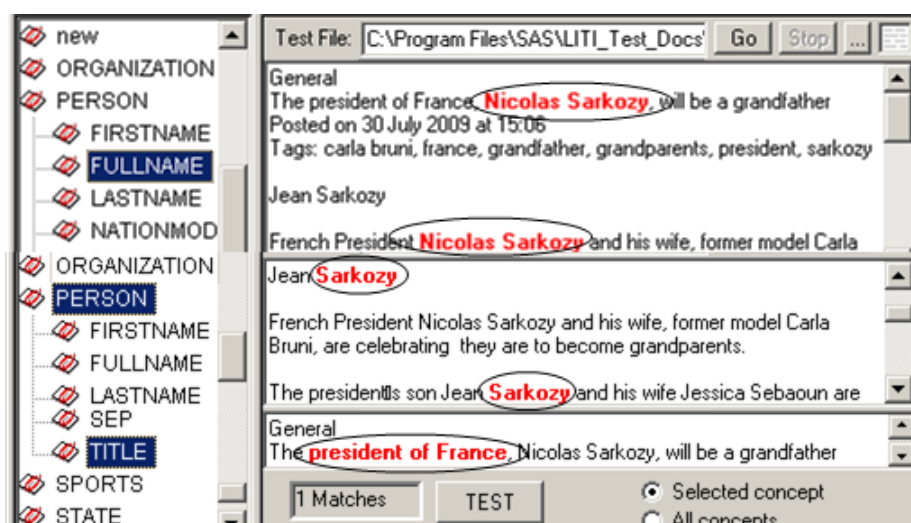 new
ORGANIZATION
PERSON
FIRSTNAME
FULLNAME
LASTNAME
NATIONMOD
ORGANIZATION
PERSON
FIRSTNAME
FULLNAME
LASTNAME
SEP
TITLE
SPORTS
STATE
Test File: C:\Program Files\SAS\LITI_Test_Docs' Go Stop ...
General
The president of France, Nicolas Sarkozy, will be a grandfather
Posted on 30 July 2009 at 15:06
Tags: carla bruni, france, grandfather, grandparents, president, sarkozy
Jean Sarkozy
French President Nicolas Sarkozy and his wife, former model Carla
Jean Sarkozy
French President Nicolas Sarkozy and his wife, former model Carla
Bruni, are celebrating they are to become grandparents.
The president▯s son Jean Sarkozy and his wife Jessica Sebaoun are
General
The president of France, Nicolas Sarkozy, will be a grandfather
1 Matches TEST Selected concept
All concepts